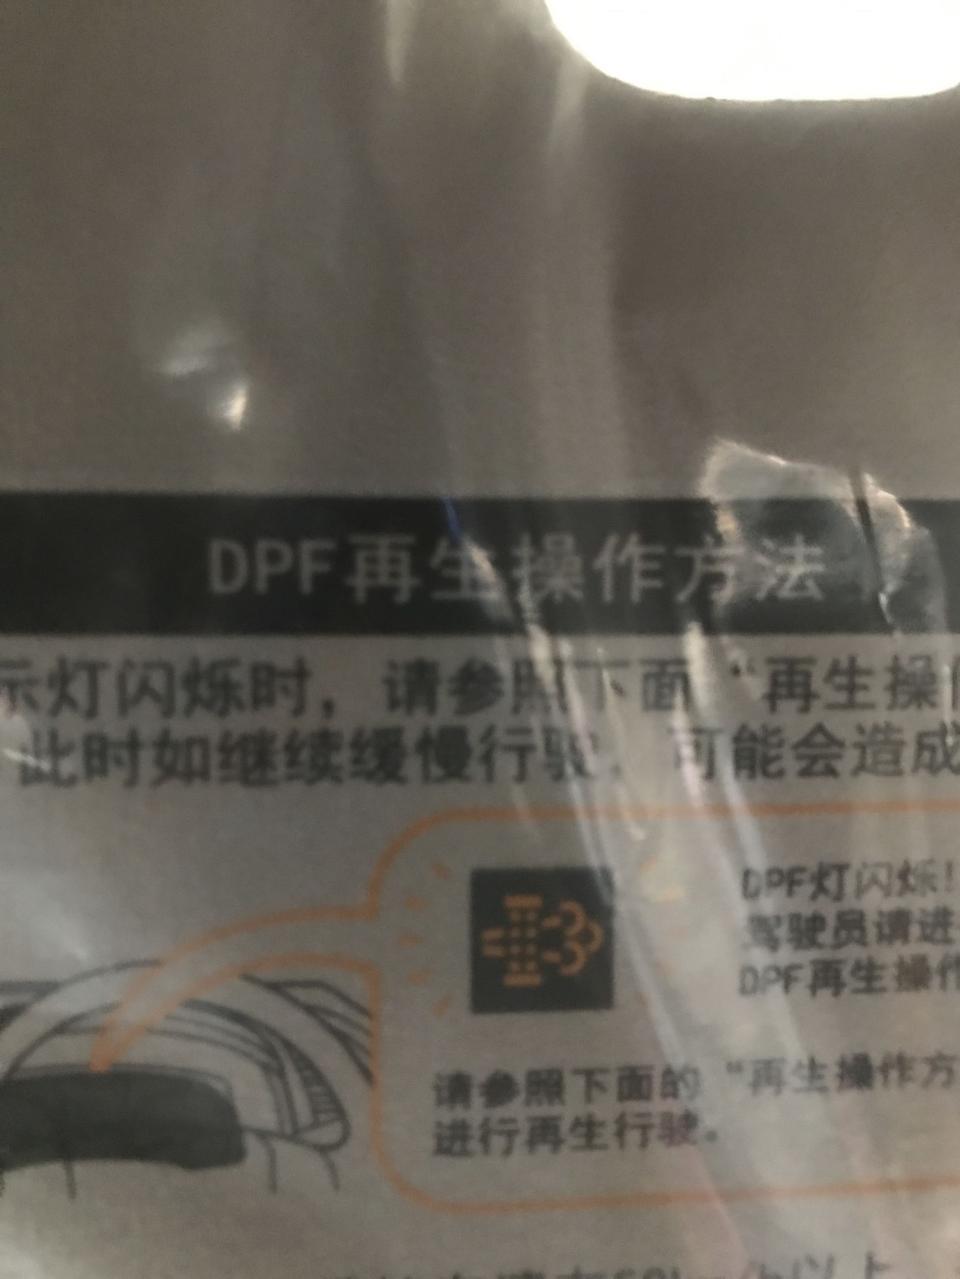 DPF再生操作方法
示灯闪烁时，请参照下面“再生操作
此时如继续缓慢行驶，可能会造成
DPF灯闪烁！
驾驶员请进
DPF再生操作
请参照下面的“再生操作方
进行再生行驶。